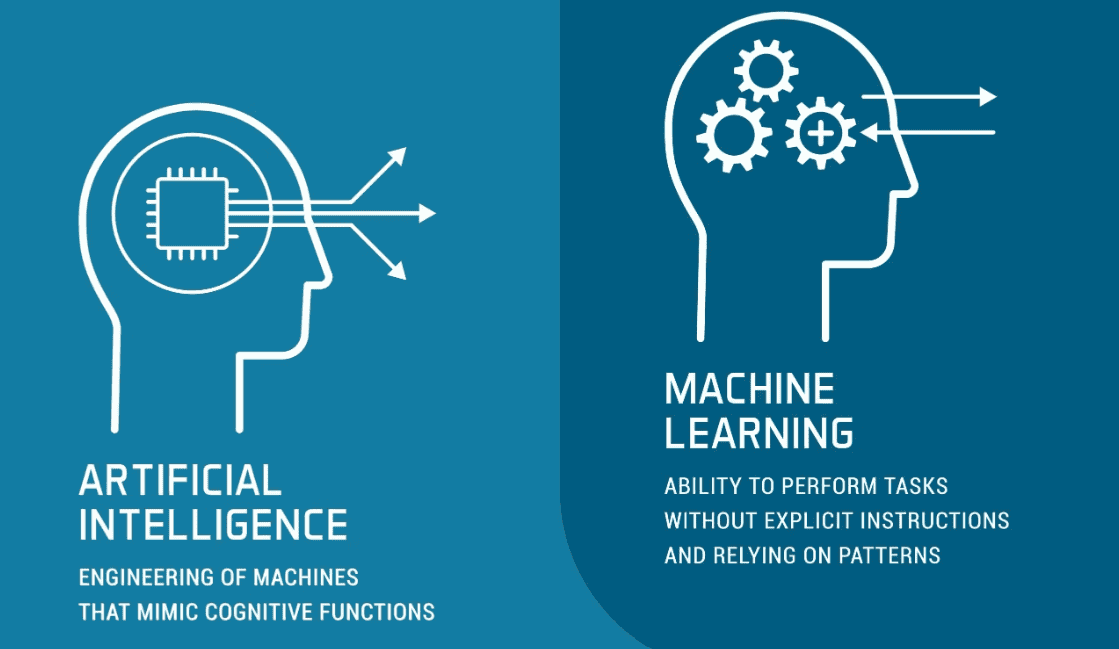 ARTIFICIAL
INTELLIGENCE
ENGINEERING OF MACHINES
THAT MIMIC COGNITIVE FUNCTIONS
MACHINE
LEARNING
ABILITY TO PERFORM TASKS
WITHOUT EXPLICIT INSTRUCTIONS
AND RELYING ON PATTERNS